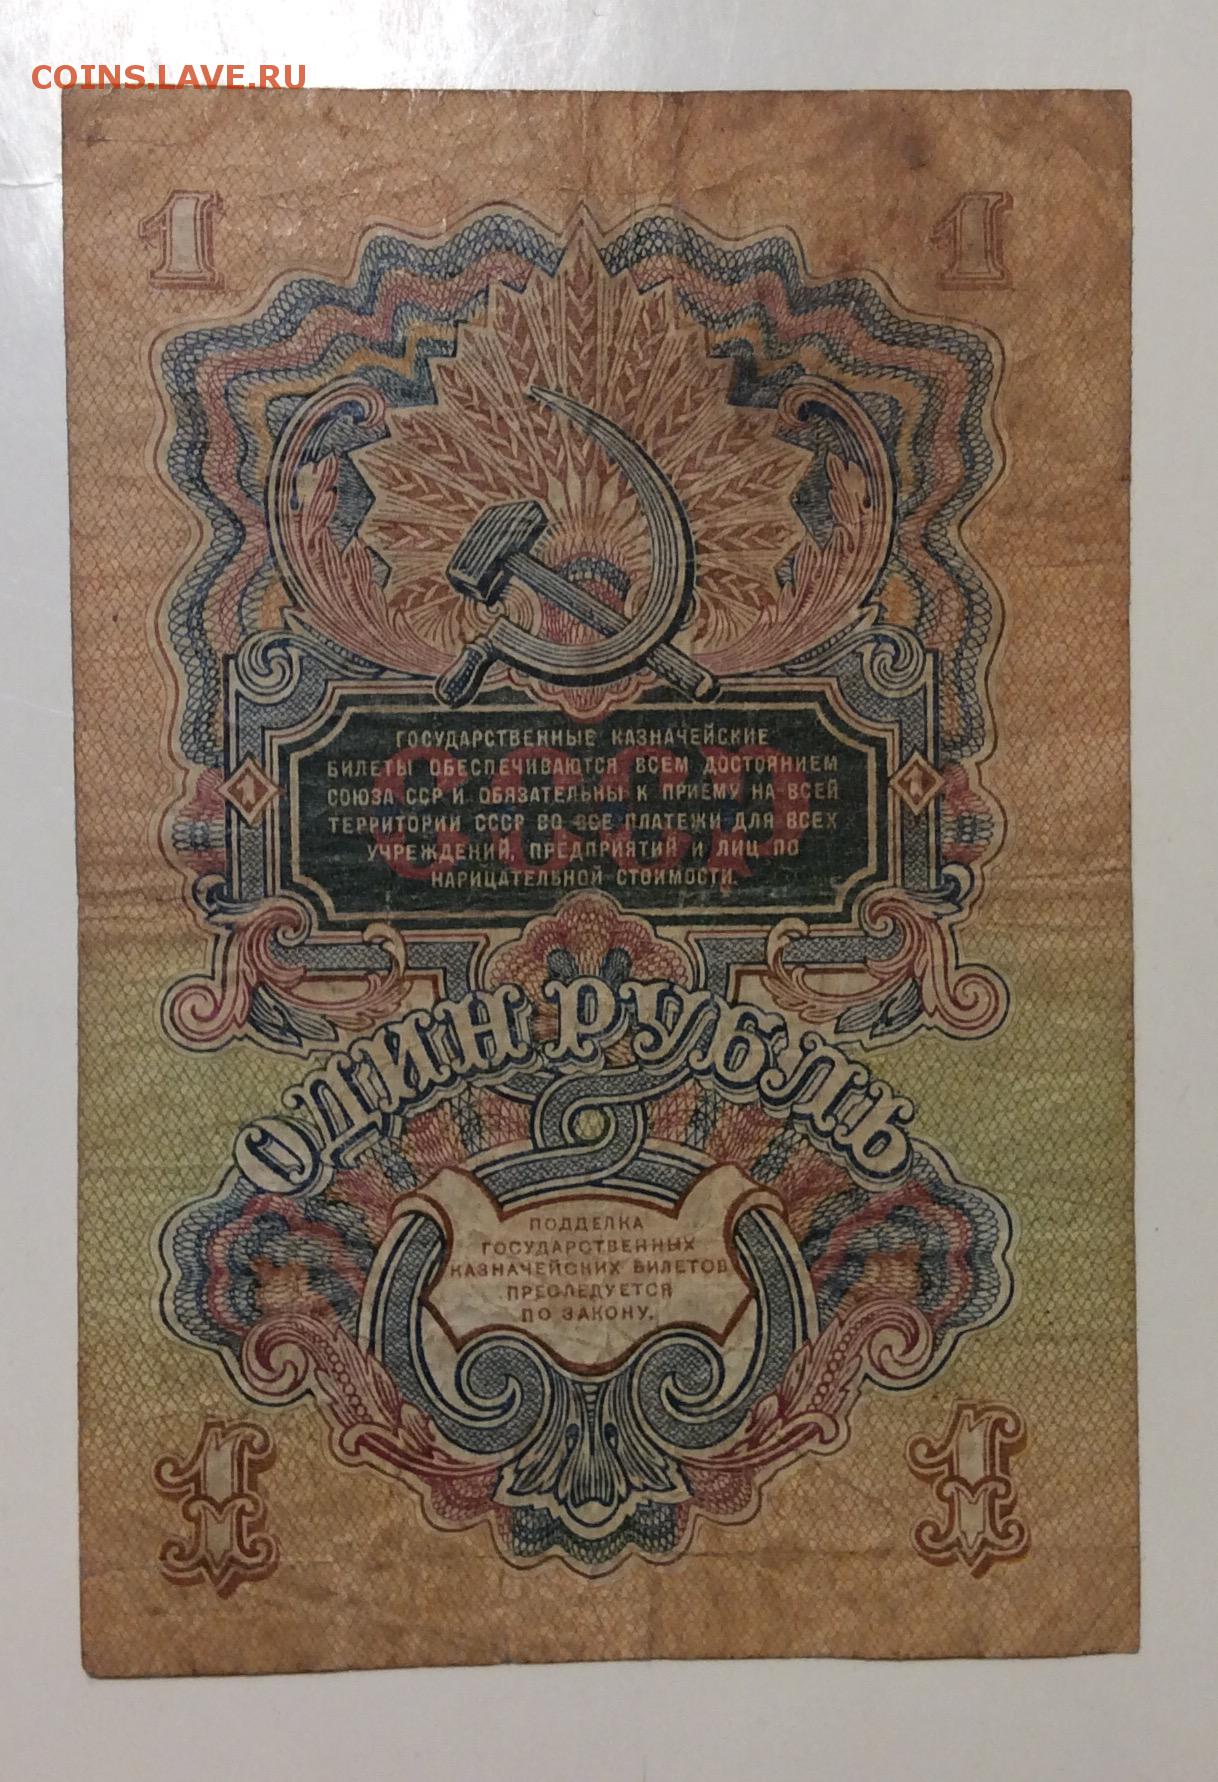 COINS.LAVE.RU
1 1
ГОСУДАРСТВЕННЫЕ КАЗНАЧЕЙСКИЕ
БИЛЕТЫ ОБЕСПЕЧИВАЮТСЯ ВСЕМ ДОСТОЯНИЕМ
СОЮЗА ССР И ОБЯЗАТЕЛЬНЫ К ПРИЕМУ НА ВСЕЙ
ТЕРРИТОРИИ СССР ВО ВСЕ ПЛАТЕЖИ ДЛЯ ВСЕХ
УЧРЕЖДЕНИЙ, ПРЕДПРИЯТИЙ И ЛИЦ ПО
НАРИЦАТЕЛЬНОЙ СТОИМОСТИ.
СССР
1 1
ОДИН РУБЛЬ
ПОДДЕЛКА
ГОСУДАРСТВЕННЫХ
КАЗНАЧЕЙСКИХ БИЛЕТОВ
ПРЕСЛЕДУЕТСЯ
ПО ЗАКОНУ.
1 1